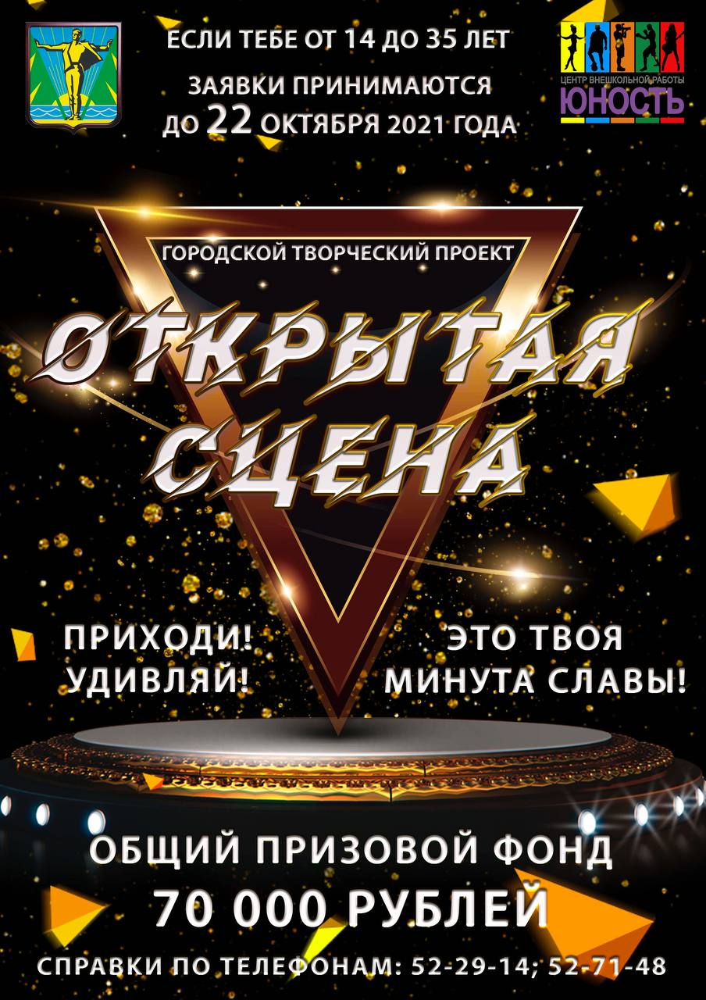 ЕСЛИ ТЕБЕ ОТ 14 ДО 35 ЛЕТ
ЗАЯВКИ ПРИНИМАЮТСЯ
ДО 22 ОКТЯБРЯ 2021 ГОДА
ЦЕНТР ВНЕШКОЛЬНОЙ РАБОТЫ
ЮНОСТЬ
ГОРОДСКОЙ ТВОРЧЕСКИЙ ПРОЕКТ
ОТКРЫТАЯ
СЦЕНА
ПРИХОДИ!
УДИВЛЯЙ!
ЭТО ТВОЯ
МИНУТА СЛАВЫ!
ОБЩИЙ ПРИЗОВОЙ ФОНД
70 000 РУБЛЕЙ
СПРАВКИ ПО ТЕЛЕФОНАМ: 52-29-14; 52-71-48